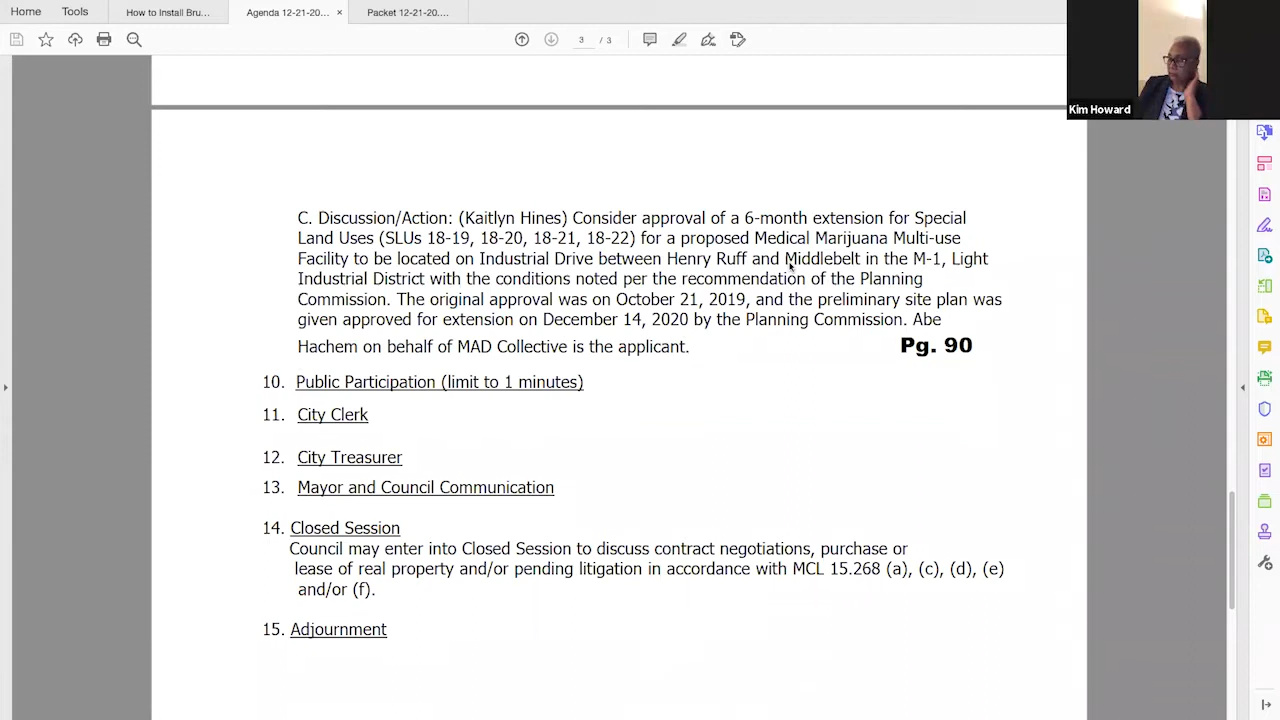 Home
Tools
How to Install Bru...
Agenda 12-21-20...
×
Packet 12-21-20....
3 / 3
Kim Howard
C. Discussion/Action: (Kaitlyn Hines) Consider approval of a 6-month extension for Special
Land Uses (SLUs 18-19, 18-20, 18-21, 18-22) for a proposed Medical Marijuana Multi-use
Facility to be located on Industrial Drive between Henry Ruff and Middlebelt in the M-1, Light
Industrial District with the conditions noted per the recommendation of the Planning
Commission. The original approval was on October 21, 2019, and the preliminary site plan was
given approved for extension on December 14, 2020 by the Planning Commission. Abe
Hachem on behalf of MAD Collective is the applicant. Pg. 90
10. Public Participation (limit to 1 minutes)
11. City Clerk
12. City Treasurer
13. Mayor and Council Communication
14. Closed Session
Council may enter into Closed Session to discuss contract negotiations, purchase or
lease of real property and/or pending litigation in accordance with MCL 15.268 (a), (c), (d), (e)
and/or (f).
15. Adjournment